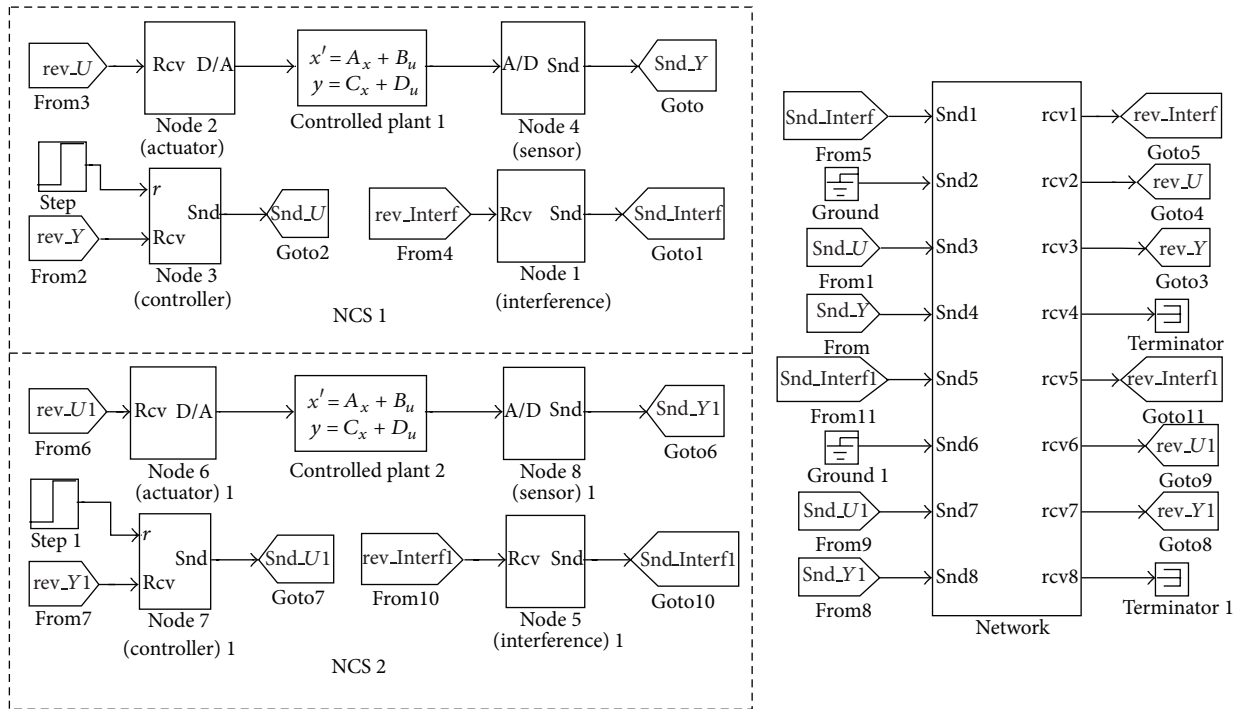 rev_U
From3
Rcv D/A
Node 2
(actuator)
x′ = A_x + B_u
y = C_x + D_u
Controlled plant 1
A/D Snd
Node 4
(sensor)
Snd_Y
Goto
Step
rev_Y
From2
r
Snd
Rcv
Node 3
(controller)
Snd_U
Goto2
rev_Interf
From4
Rcv Snd
Node 1
(interference)
Snd_Interf
Goto1
NCS 1
rev_U1
From6
Rcv D/A
Node 6
(actuator) 1
x′ = A_x + B_u
y = C_x + D_u
Controlled plant 2
A/D Snd
Node 8
(sensor) 1
Snd_Y1
Goto6
Step 1
rev_Y1
From7
r
Snd
Rcv
Node 7
(controller) 1
Snd_U1
Goto7
rev_Interf1
From10
Rcv Snd
Node 5
(interference) 1
Snd_Interf1
Goto10
NCS 2
Snd_Interf
From5
Ground
Snd_U
From1
Snd_Y
From
Snd_Interf1
From11
Ground 1
Snd_U1
From9
Snd_Y1
From8
Snd1 rcv1
Snd2 rcv2
Snd3 rcv3
Snd4 rcv4
Snd5 rcv5
Snd6 rcv6
Snd7 rcv7
Snd8 rcv8
Network
rev_Interf
Goto5
rev_U
Goto4
rev_Y
Goto3
Terminator
rev_Interf1
Goto11
rev_U1
Goto9
rev_Y1
Goto8
Terminator 1